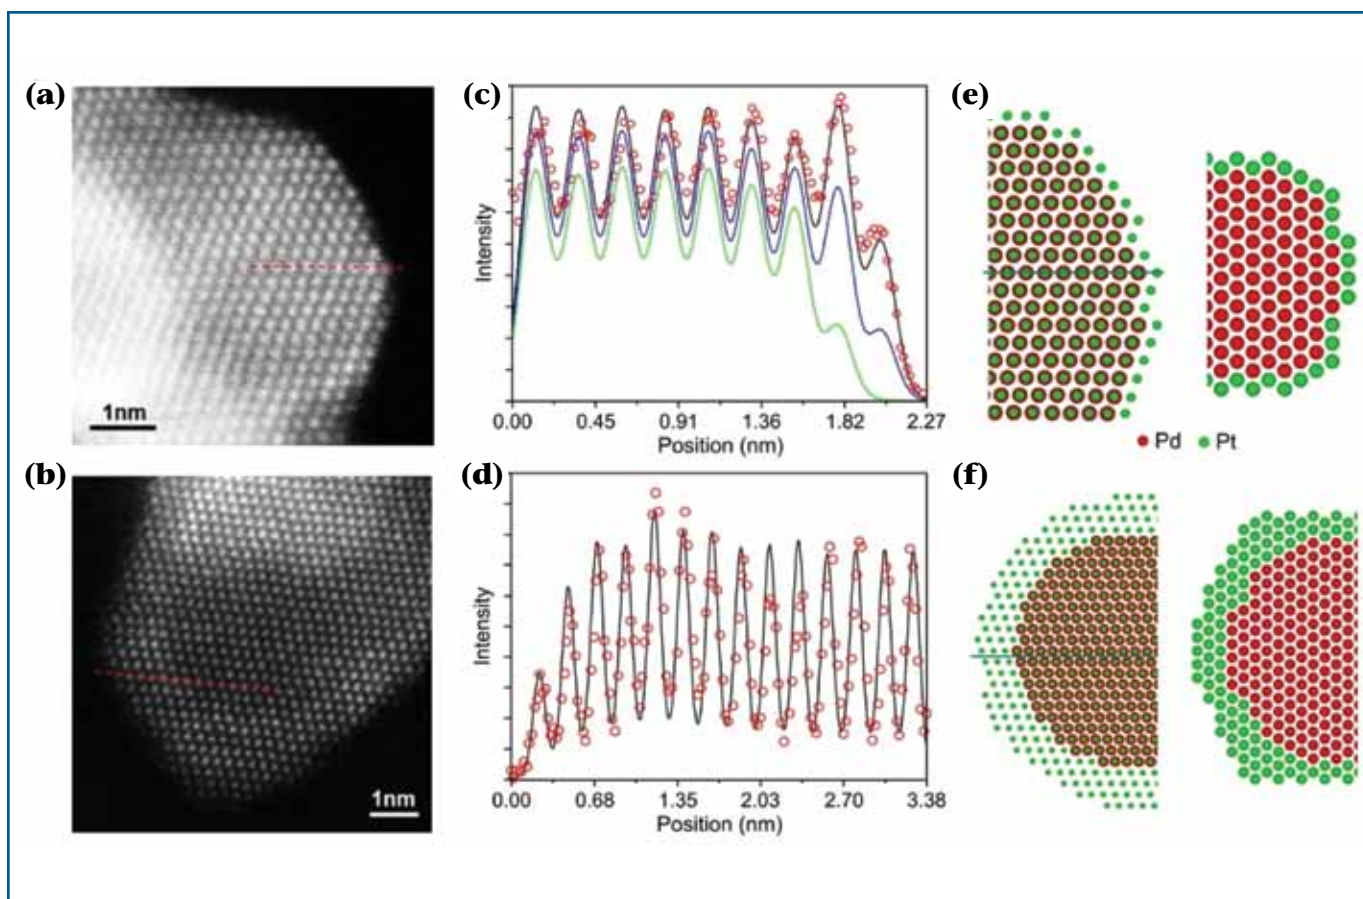 (a)
1nm
(b)
1nm
(c)
Intensity
0.00 0.45 0.91 1.36 1.82 2.27
Position (nm)
(d)
Intensity
0.00 0.68 1.35 2.03 2.70 3.38
Position (nm)
(e)
Pd Pt
(f)